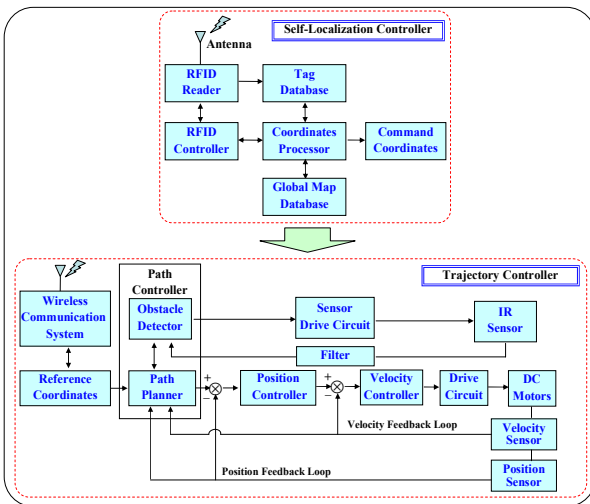 Self-Localization Controller
Antenna
RFID
Reader
Tag
Database
RFID
Controller
Coordinates
Processor
Command
Coordinates
Global Map
Database
Trajectory Controller
Path
Controller
Wireless
Communication
System
Obstacle
Detector
Sensor
Drive Circuit
IR
Sensor
Filter
Reference
Coordinates
Path
Planner
+
−
Position
Controller
+
−
Velocity
Controller
Drive
Circuit
DC
Motors
Velocity Feedback Loop
Velocity
Sensor
Position Feedback Loop
Position
Sensor